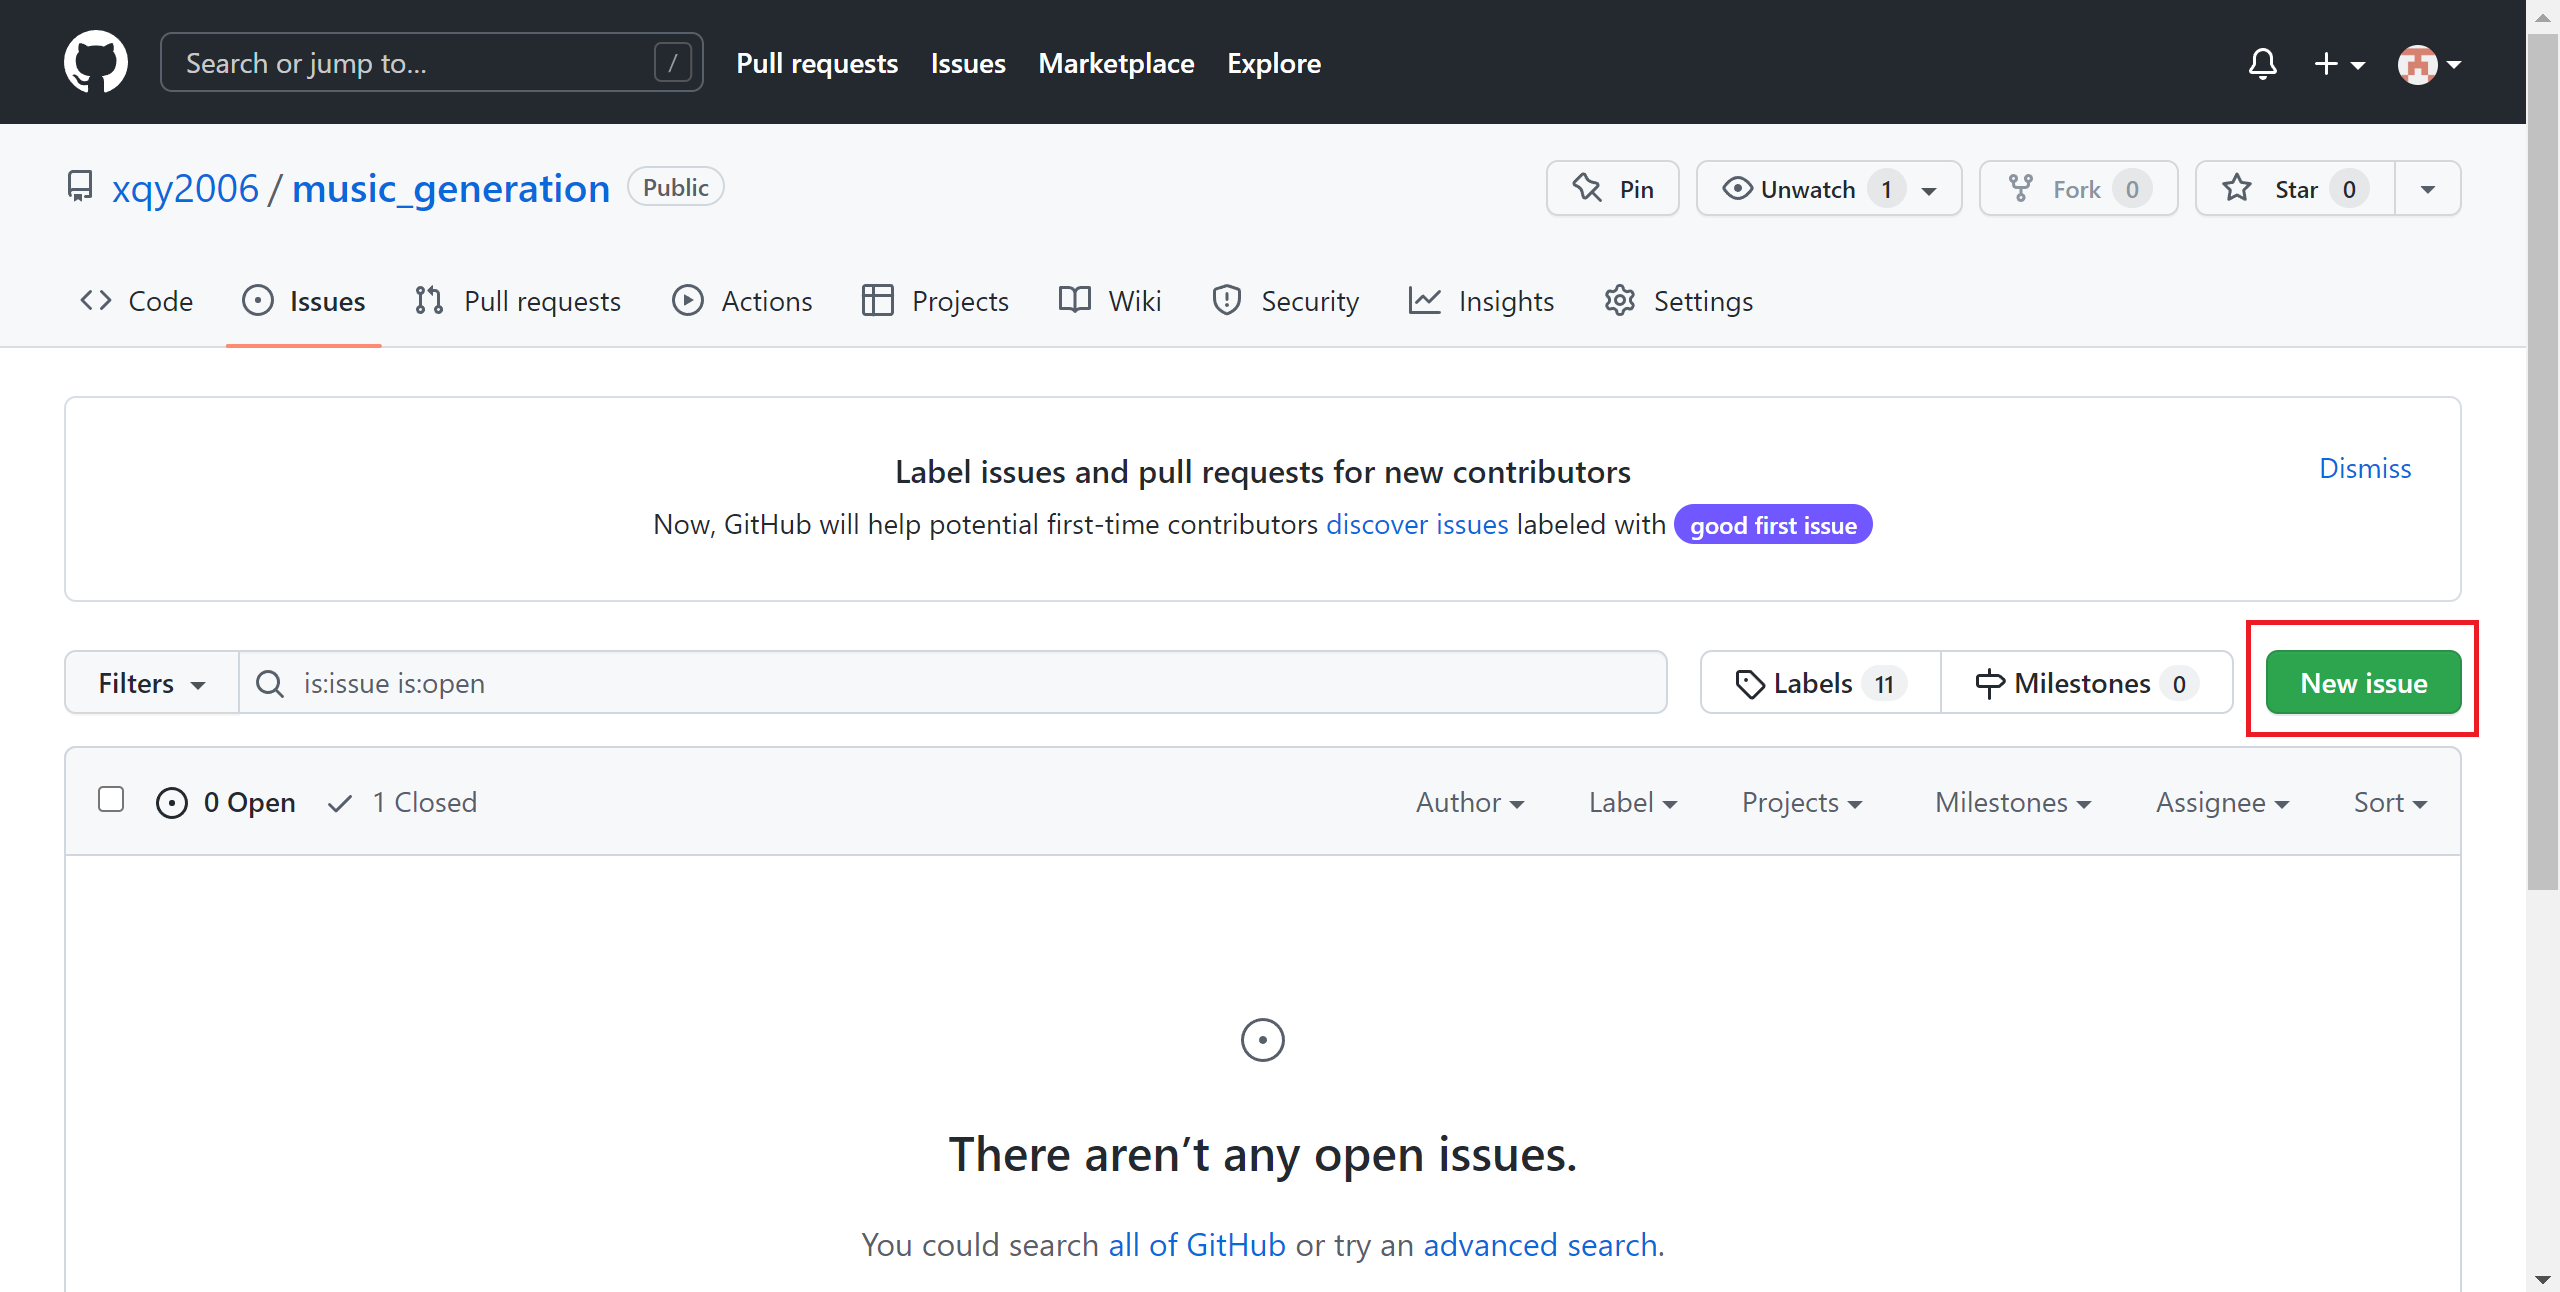 Search or jump to... / Pull requests Issues Marketplace Explore
xqy2006 / music_generation Public Pin Unwatch 1 Fork 0 Star 0
Code Issues Pull requests Actions Projects Wiki Security Insights Settings
Label issues and pull requests for new contributors
Dismiss
Now, GitHub will help potential first-time contributors discover issues labeled with good first issue
Filters is:issue is:open Labels 11 Milestones 0 New issue
0 Open 1 Closed Author Label Projects Milestones Assignee Sort
There aren’t any open issues.
You could search all of GitHub or try an advanced search.